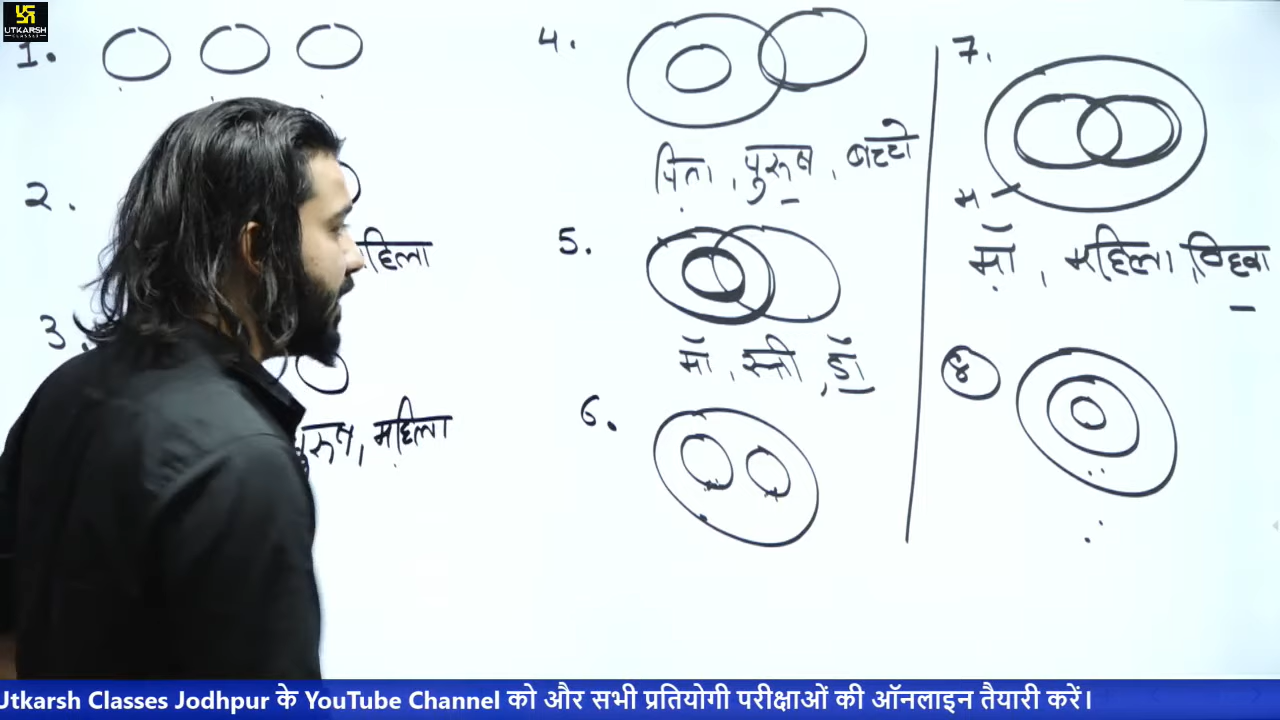 UTKARSH
CLASSES
1.
2.
महिला
3.
पुरुष, महिला
4.
पिता, पुरूष, बच्चे
5.
माँ, स्त्री, डॉ
6.
7.
म
माँ, महिला, विधवा
8
Utkarsh Classes Jodhpur के YouTube Channel को और सभी प्रतियोगी परीक्षाओं की ऑनलाइन तैयारी करें।